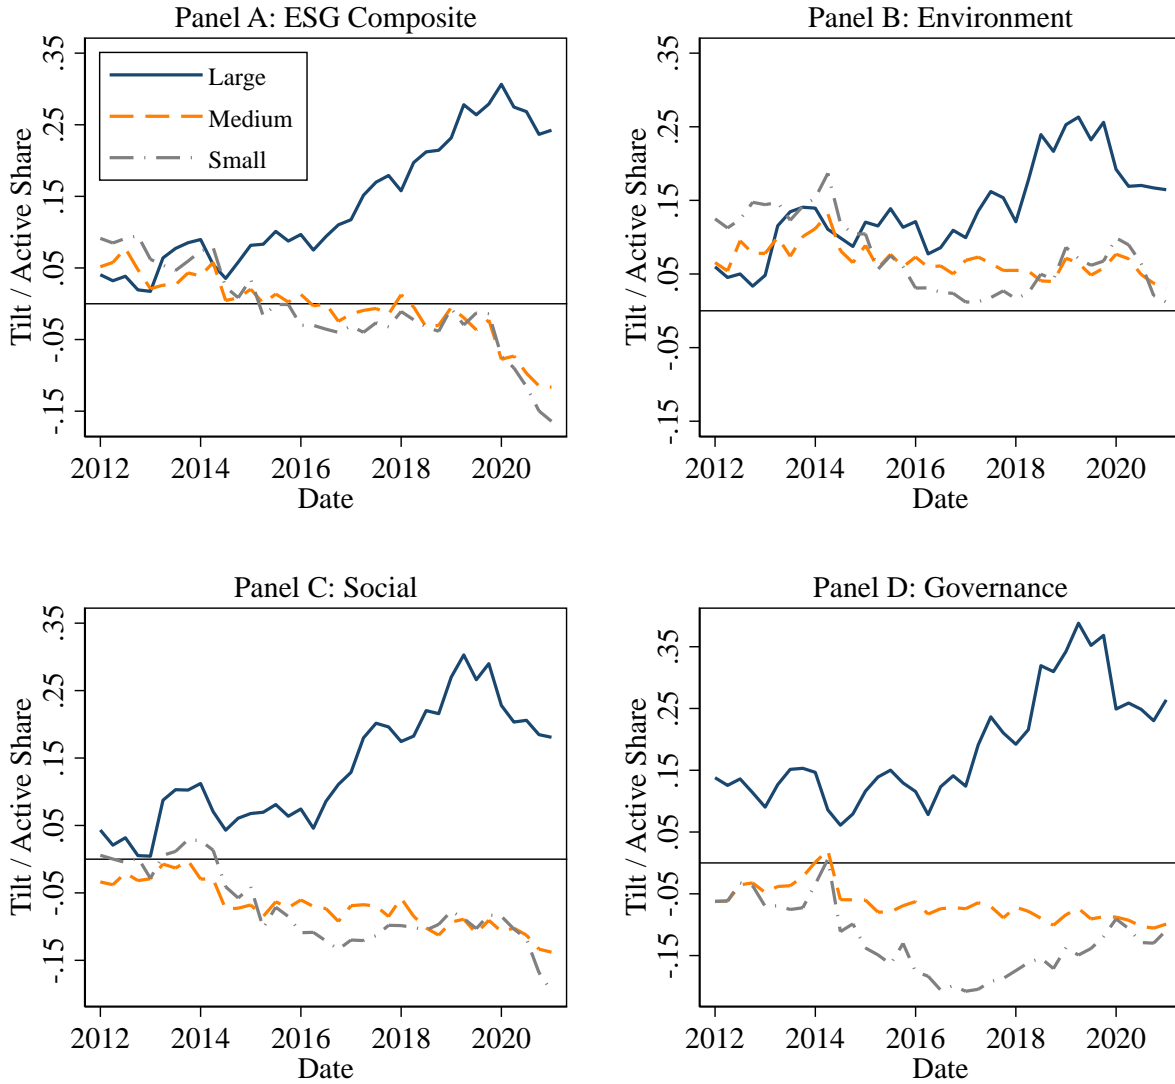 Panel A: ESG Composite
Tilt / Active Share
.35
.25
.15
.05
-.05
-.15
Large
Medium
Small
2012 2014 2016 2018 2020
Date
Panel B: Environment
Tilt / Active Share
.35
.25
.15
.05
-.05
-.15
2012 2014 2016 2018 2020
Date
Panel C: Social
Tilt / Active Share
.35
.25
.15
.05
-.05
-.15
2012 2014 2016 2018 2020
Date
Panel D: Governance
Tilt / Active Share
.35
.25
.15
.05
-.05
-.15
2012 2014 2016 2018 2020
Date